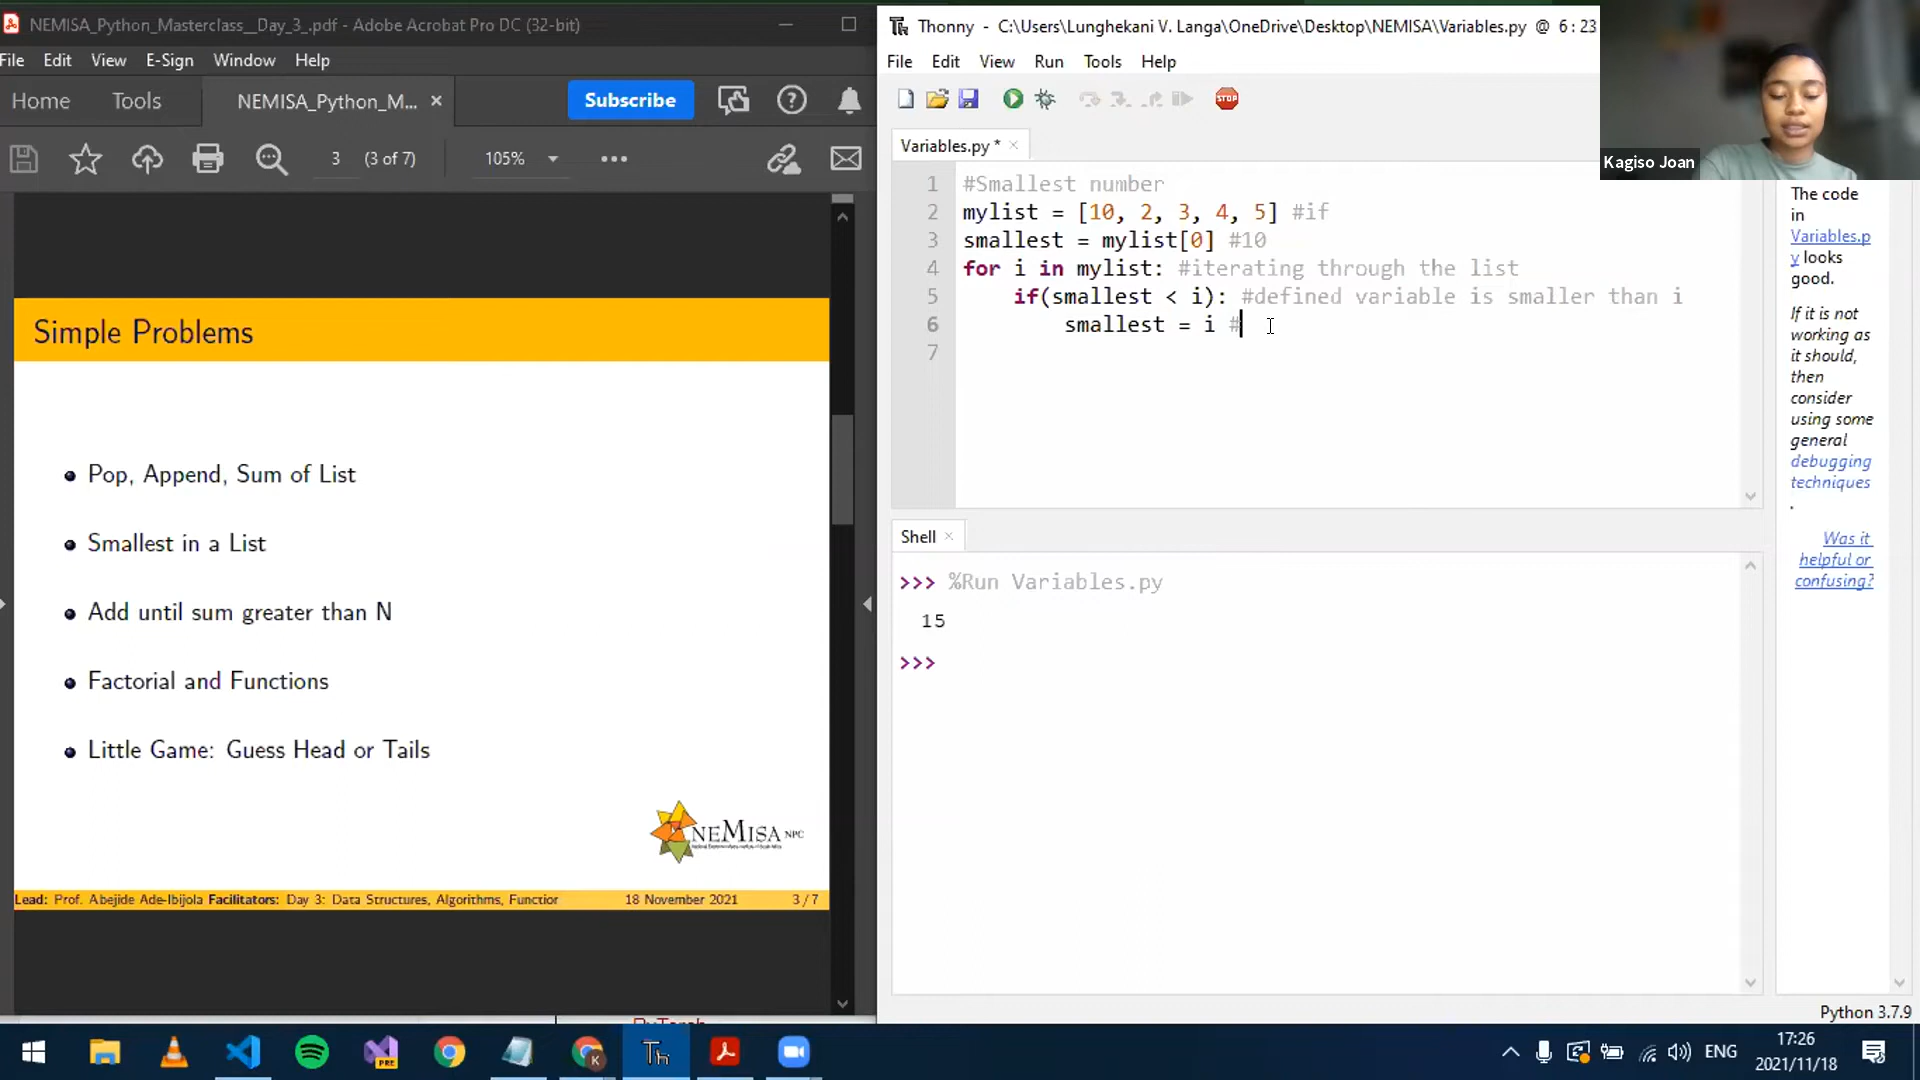 NEMISA_Python_Masterclass__Day_3_.pdf - Adobe Acrobat Pro DC (32-bit)
File Edit View E-Sign Window Help
Home Tools NEMISA_Python_M... ×
Subscribe
3 (3 of 7) 105%
Simple Problems
Pop, Append, Sum of List
Smallest in a List
Add until sum greater than N
Factorial and Functions
Little Game: Guess Head or Tails
NEMISA NPC
Lead: Prof. Abejide Ade-Ibijola Facilitators: Day 3: Data Structures, Algorithms, Function 18 November 2021 3 / 7
Thonny - C:\Users\Lunghekani V. Langa\OneDrive\Desktop\NEMISA\Variables.py @ 6:23
File Edit View Run Tools Help
STOP
Variables.py * ×
1 #Smallest number
2 mylist = [10, 2, 3, 4, 5] #if
3 smallest = mylist[0] #10
4 for i in mylist: #iterating through the list
5 if(smallest < i): #defined variable is smaller than i
6 smallest = i #
7
Shell ×
>>> %Run Variables.py
15
>>>
Kagiso Joan
The code
in
Variables.p
y looks
good.
If it is not
working as
it should,
then
consider
using some
general
debugging
techniques
.
Was it
helpful or
confusing?
Python 3.7.9
PRE
K
Th
ENG
17:26
2021/11/18